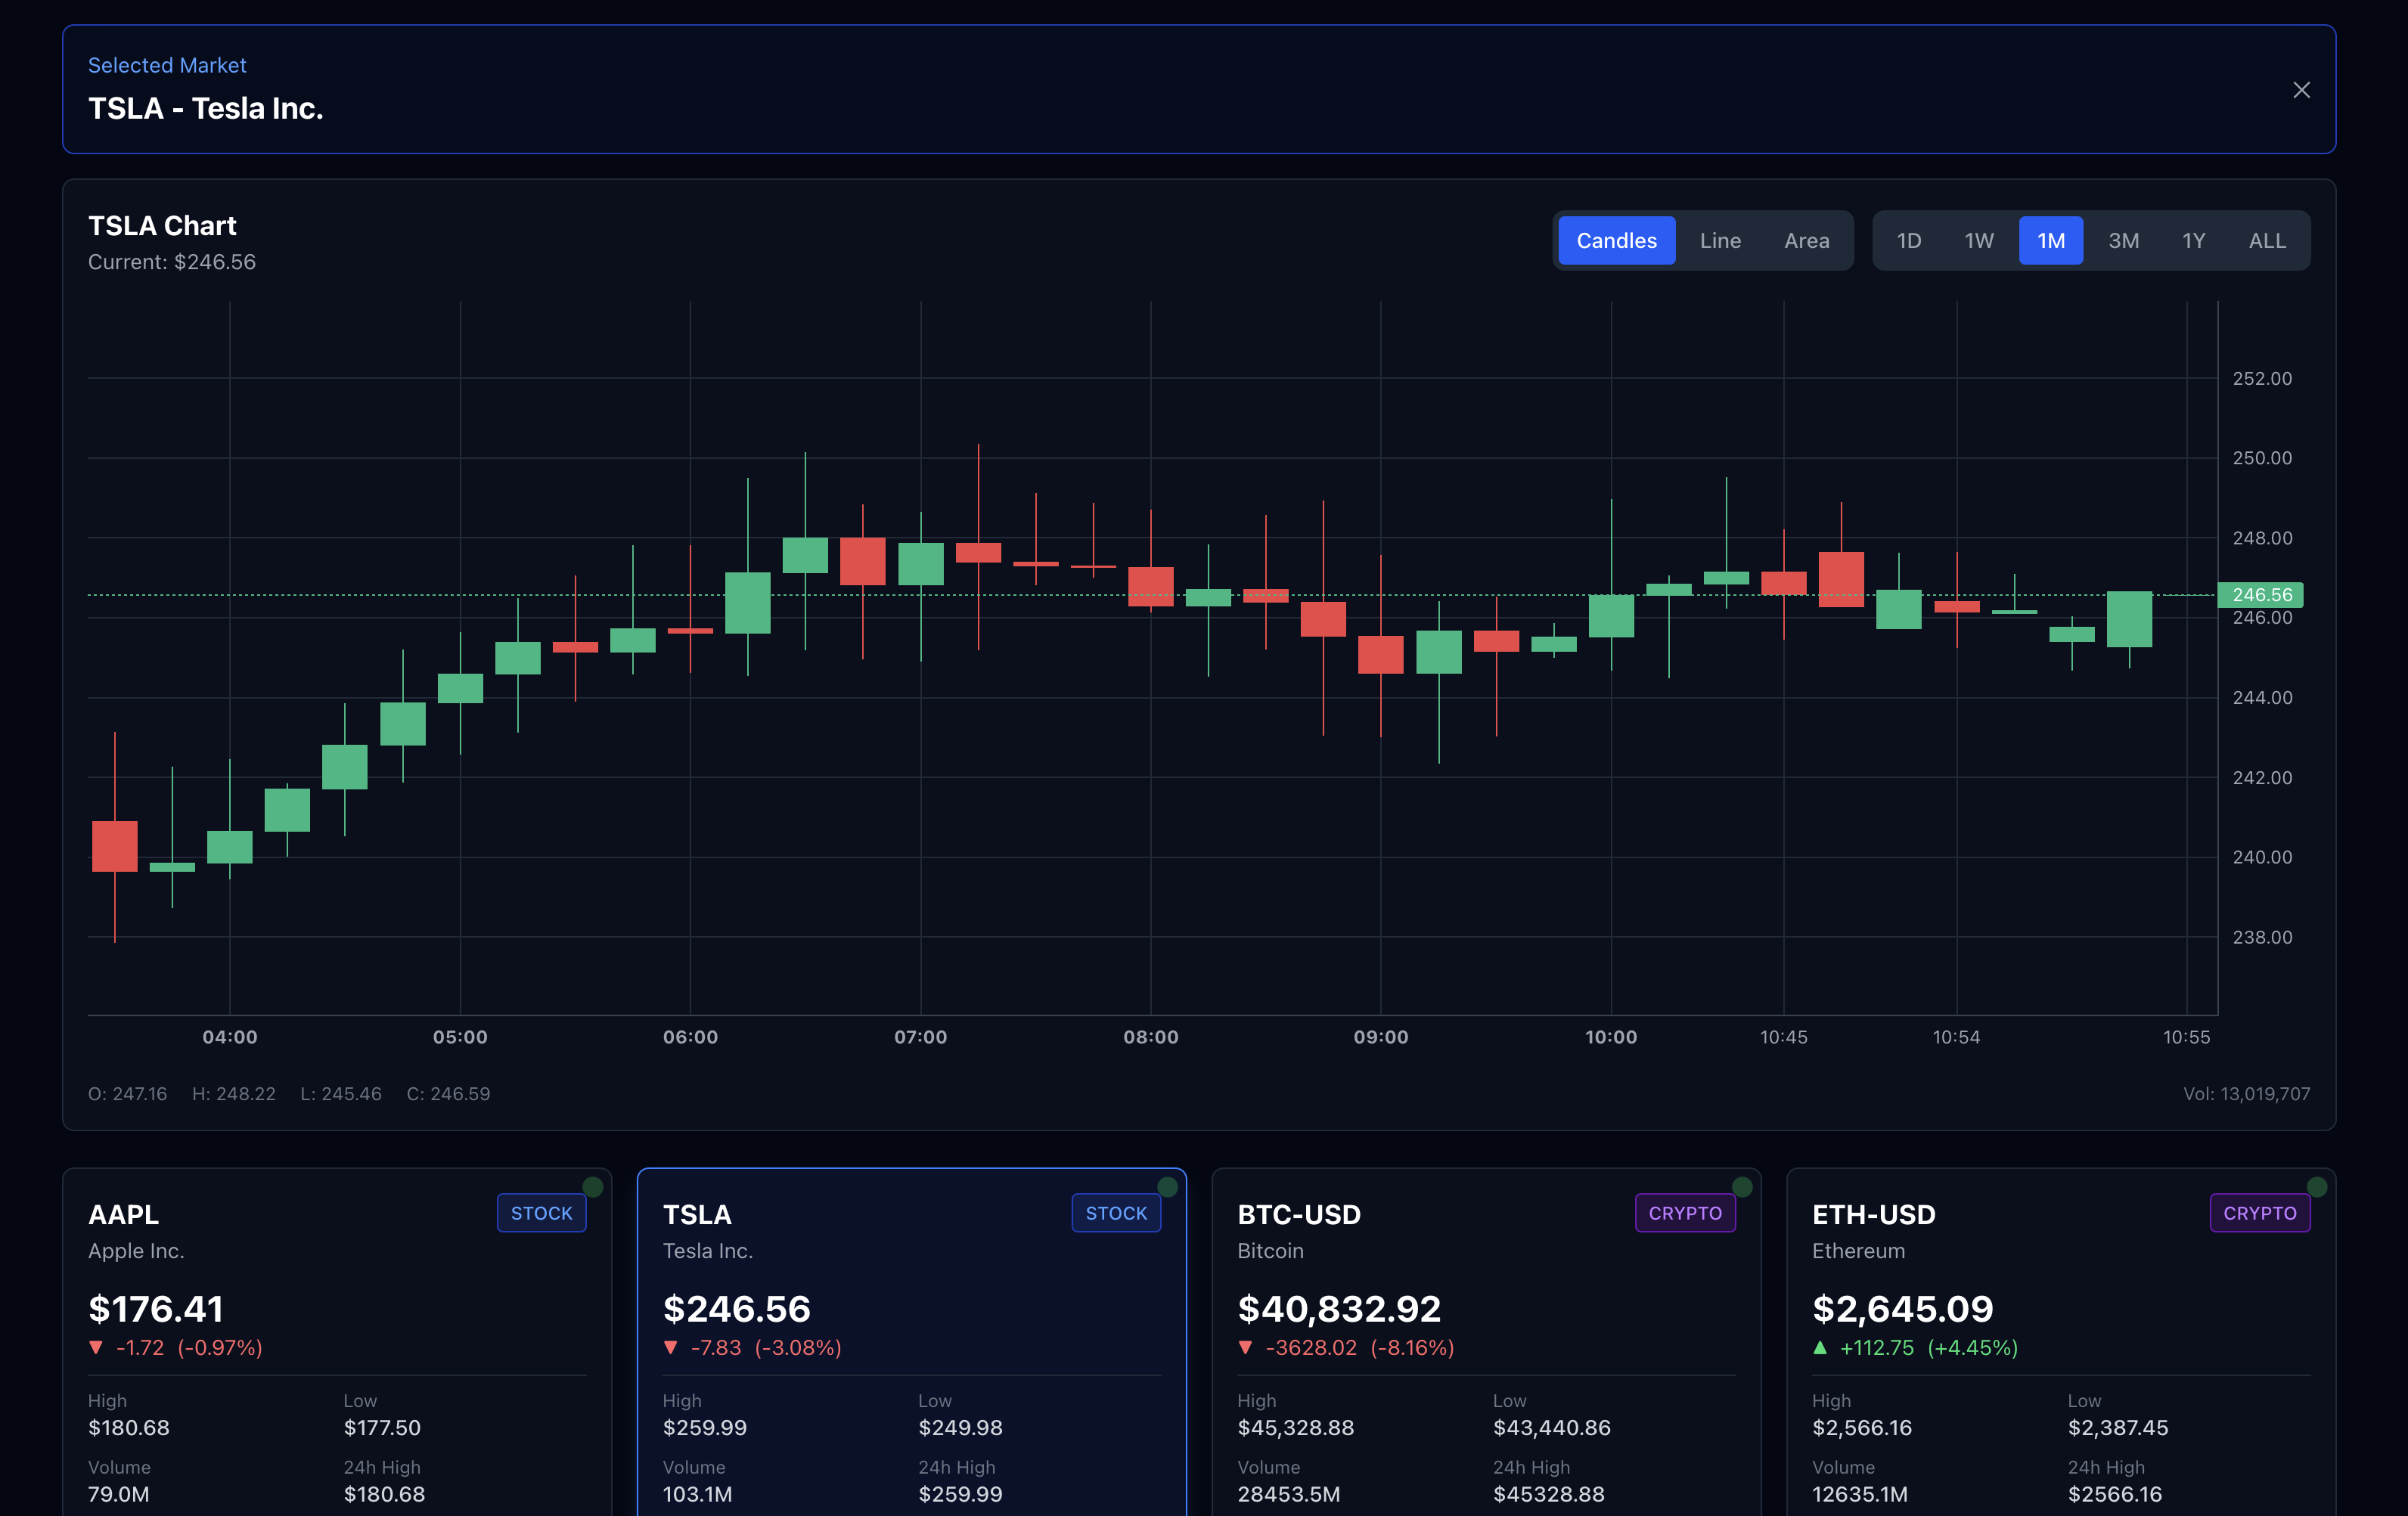 Selected Market
TSLA - Tesla Inc.
TSLA Chart
Current: $246.56
Candles Line Area 1D 1W 1M 3M 1Y ALL
252.00
250.00
248.00
246.56
246.00
244.00
242.00
240.00
238.00
04:00 05:00 06:00 07:00 08:00 09:00 10:00 10:45 10:54 10:55
O: 247.16 H: 248.22 L: 245.46 C: 246.59 Vol: 13,019,707
AAPL
STOCK
Apple Inc.
$176.41
▼ -1.72 (-0.97%)
High Low
$180.68 $177.50
Volume 24h High
79.0M $180.68
TSLA
STOCK
Tesla Inc.
$246.56
▼ -7.83 (-3.08%)
High Low
$259.99 $249.98
Volume 24h High
103.1M $259.99
BTC-USD
CRYPTO
Bitcoin
$40,832.92
▼ -3628.02 (-8.16%)
High Low
$45,328.88 $43,440.86
Volume 24h High
28453.5M $45328.88
ETH-USD
CRYPTO
Ethereum
$2,645.09
▲ +112.75 (+4.45%)
High Low
$2,566.16 $2,387.45
Volume 24h High
12635.1M $2566.16